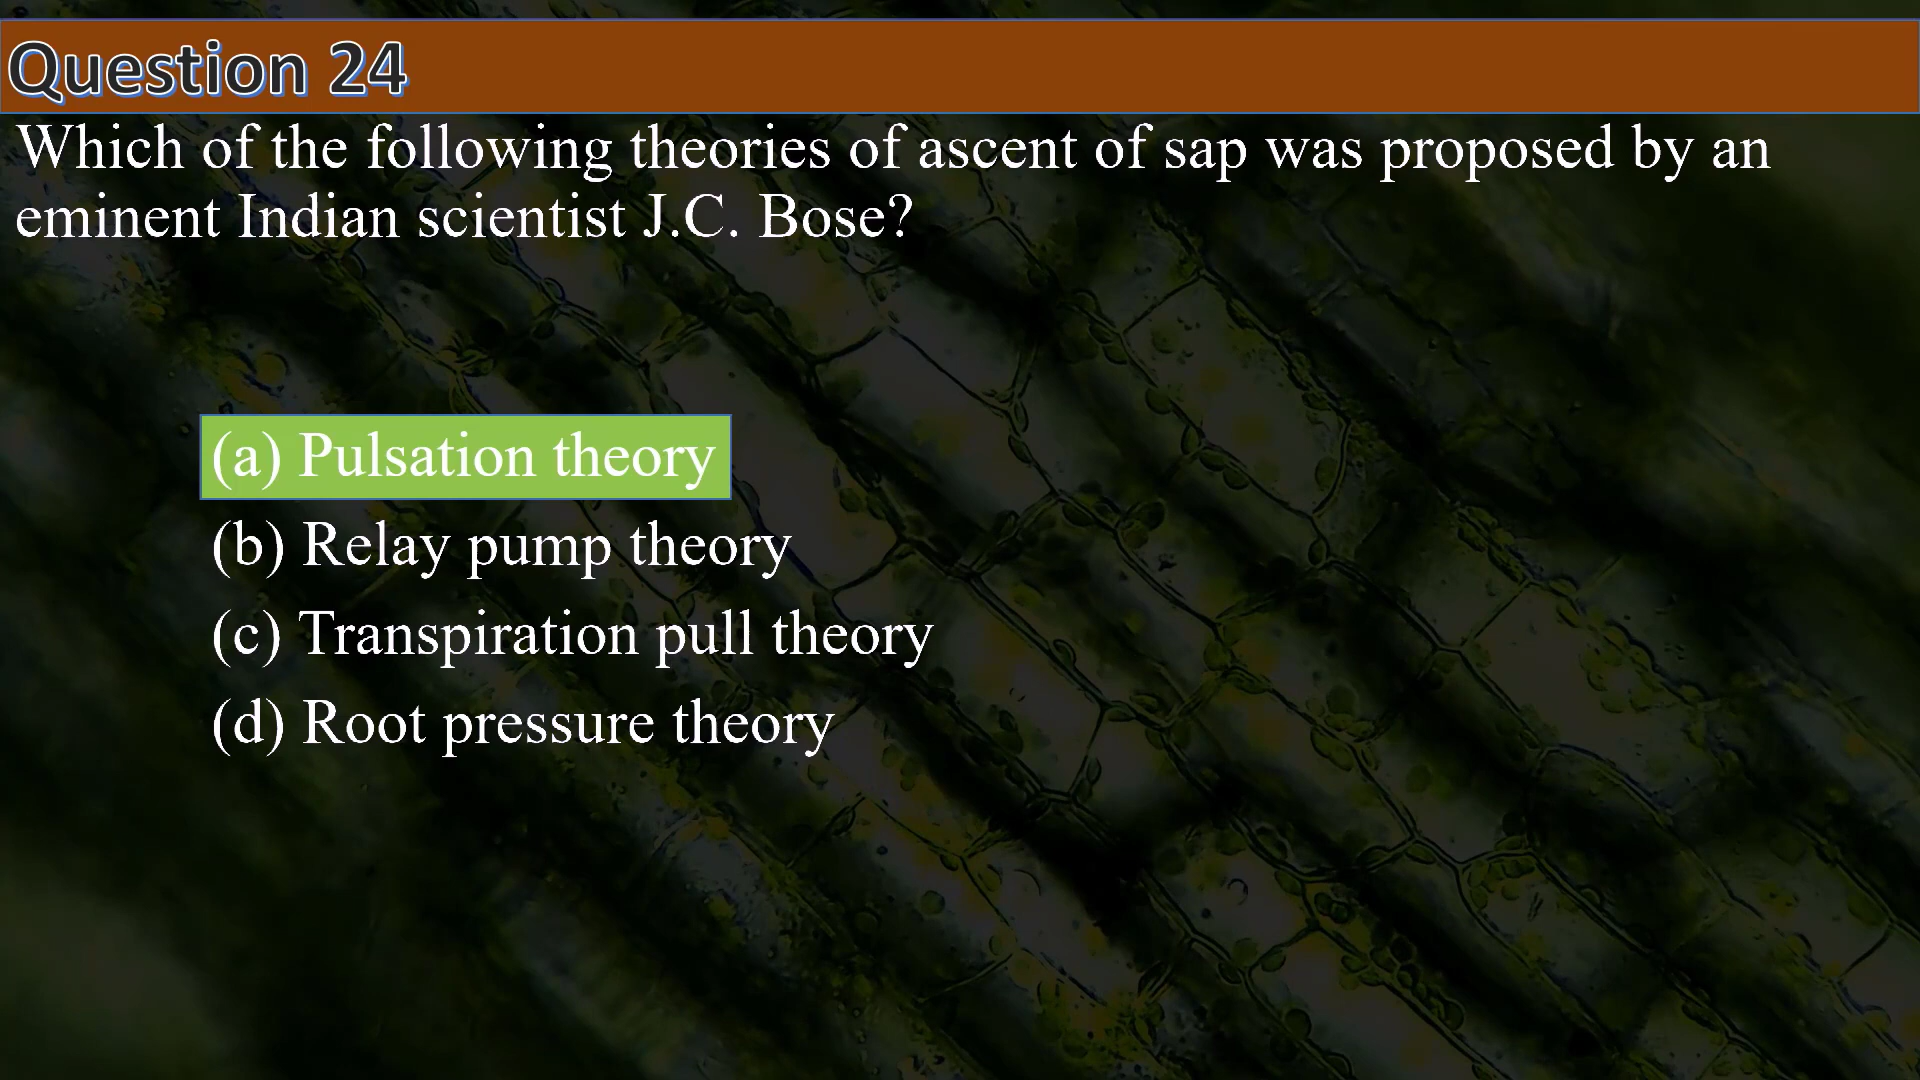 Question 24
Which of the following theories of ascent of sap was proposed by an
eminent Indian scientist J.C. Bose?
(a) Pulsation theory
(b) Relay pump theory
(c) Transpiration pull theory
(d) Root pressure theory